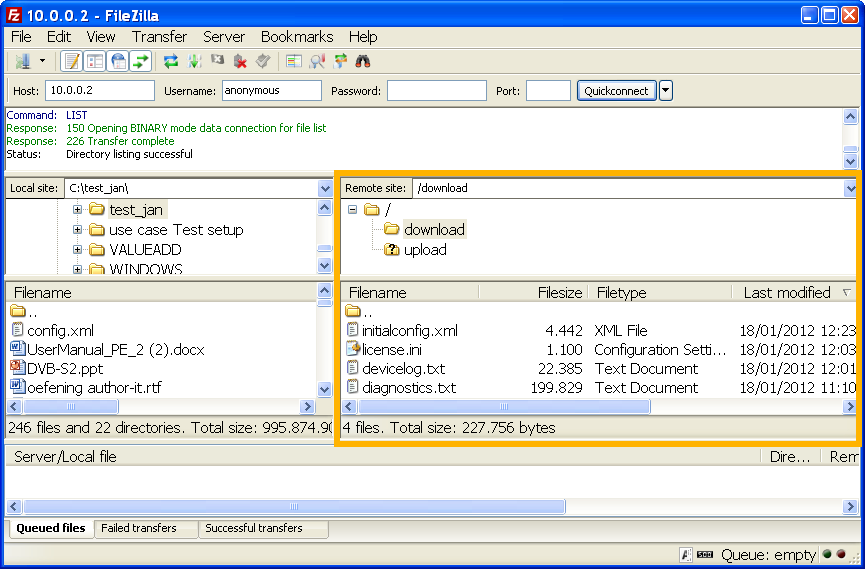 10.0.0.2 - FileZilla
File Edit View Transfer Server Bookmarks Help
Host: 10.0.0.2 Username: anonymous Password: Port: Quickconnect
Command: LIST
Response: 150 Opening BINARY mode data connection for file list
Response: 226 Transfer complete
Status: Directory listing successful
Local site: C:\test_jan\
test_jan
use case Test setup
VALUEADD
WINDOWS
Filename
..
config.xml
UserManual_PE_2 (2).docx
DVB-S2.ppt
oefening author-it.rtf
246 files and 22 directories. Total size: 995.874.90
Remote site: /download
/
download
upload
Filename Filesize Filetype Last modified
..
initialconfig.xml 4.442 XML File 18/01/2012 12:23
license.ini 1.100 Configuration Setti... 18/01/2012 12:03
devicelog.txt 22.385 Text Document 18/01/2012 12:01
diagnostics.txt 199.829 Text Document 18/01/2012 11:10
4 files. Total size: 227.756 bytes
Server/Local file Dire... Rem
Queued files Failed transfers Successful transfers
Queue: empty